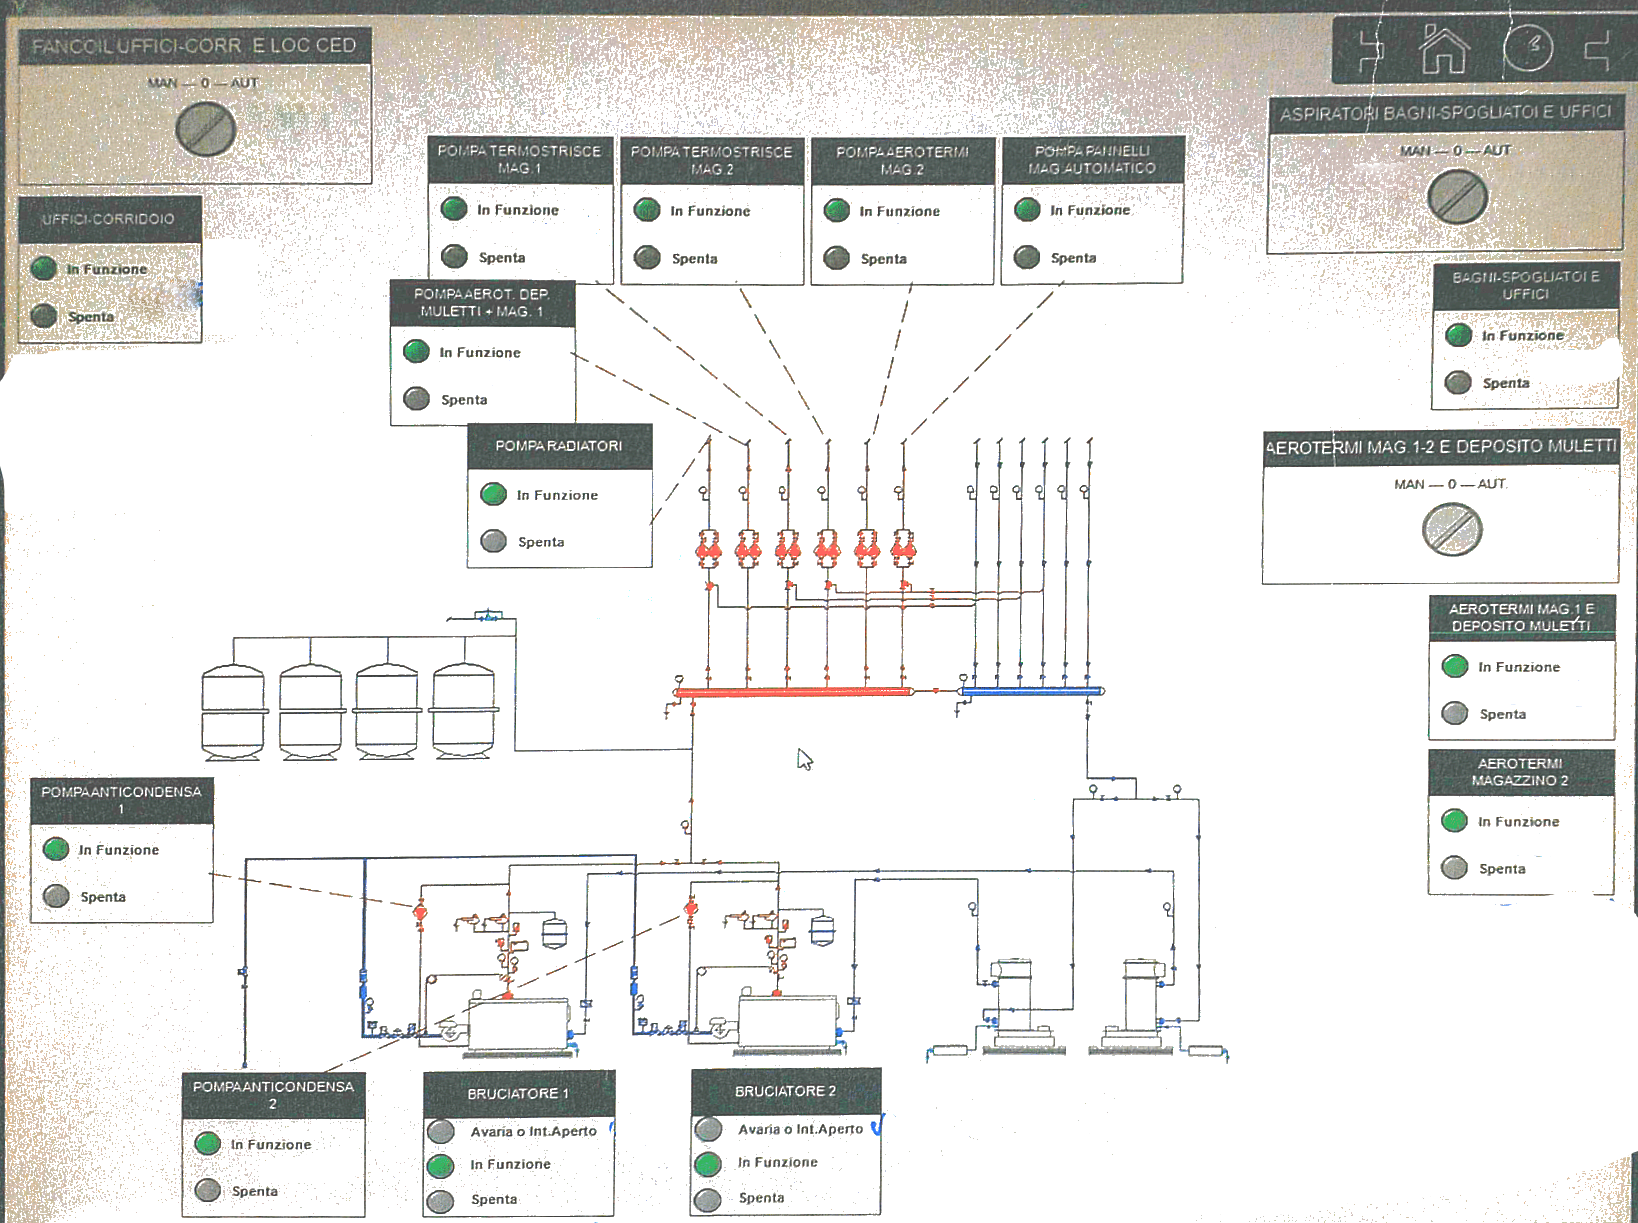 FANCOIL UFFICI-CORR E LOC CED
MAN — 0 — AUT
UFFICI-CORRIDOIO
In Funzione
Spenta
POMPA TERMOSTRISCE
MAG.1
In Funzione
Spenta
POMPA TERMOSTRISCE
MAG.2
In Funzione
Spenta
POMPA AEROTERMI
MAG.2
In Funzione
Spenta
POMPA PANNELLI
MAG.AUTOMATICO
In Funzione
Spenta
POMPA AEROT. DEP.
MULETTI + MAG. 1
In Funzione
Spenta
POMPA RADIATORI
In Funzione
Spenta
ASPIRATORI BAGNI-SPOGLIATOI E UFFICI
MAN — 0 — AUT
BAGNI-SPOGLIATOI E
UFFICI
In Funzione
Spenta
AEROTERMI MAG.1-2 E DEPOSITO MULETTI
MAN — 0 — AUT.
AEROTERMI MAG.1 E
DEPOSITO MULETTI
In Funzione
Spenta
AEROTERMI
MAGAZZINO 2
In Funzione
Spenta
POMPA ANTICONDENSA
1
In Funzione
Spenta
POMPA ANTICONDENSA
2
In Funzione
Spenta
BRUCIATORE 1
Avaria o Int.Aperto
In Funzione
Spenta
BRUCIATORE 2
Avaria o Int.Aperto
In Funzione
Spenta